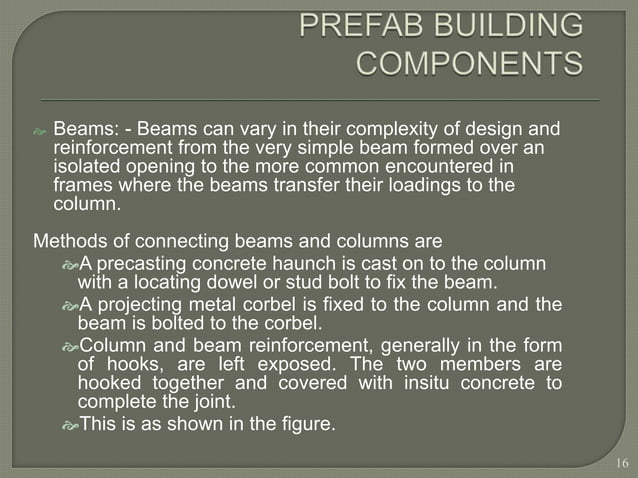 PREFAB BUILDING
COMPONENTS
Beams: - Beams can vary in their complexity of design and
reinforcement from the very simple beam formed over an
isolated opening to the more common encountered in
frames where the beams transfer their loadings to the
column.
Methods of connecting beams and columns are
A precasting concrete haunch is cast on to the column
with a locating dowel or stud bolt to fix the beam.
A projecting metal corbel is fixed to the column and the
beam is bolted to the corbel.
Column and beam reinforcement, generally in the form
of hooks, are left exposed. The two members are
hooked together and covered with insitu concrete to
complete the joint.
This is as shown in the figure.
16